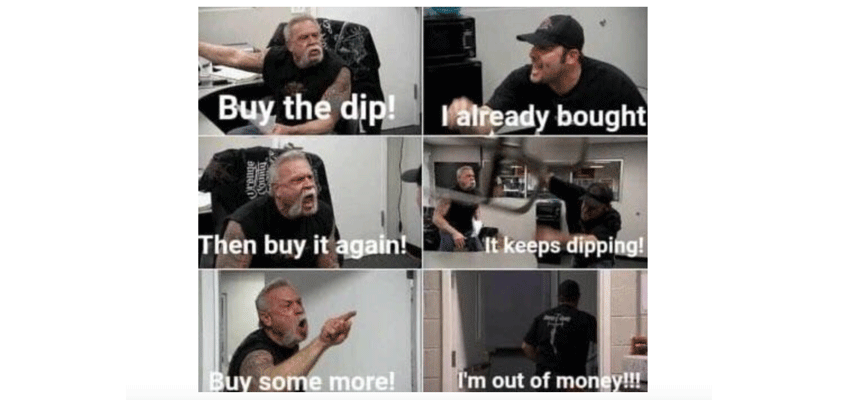 Buy the dip!
I already bought
Then buy it again!
It keeps dipping!
Buy some more!
I'm out of money!!!